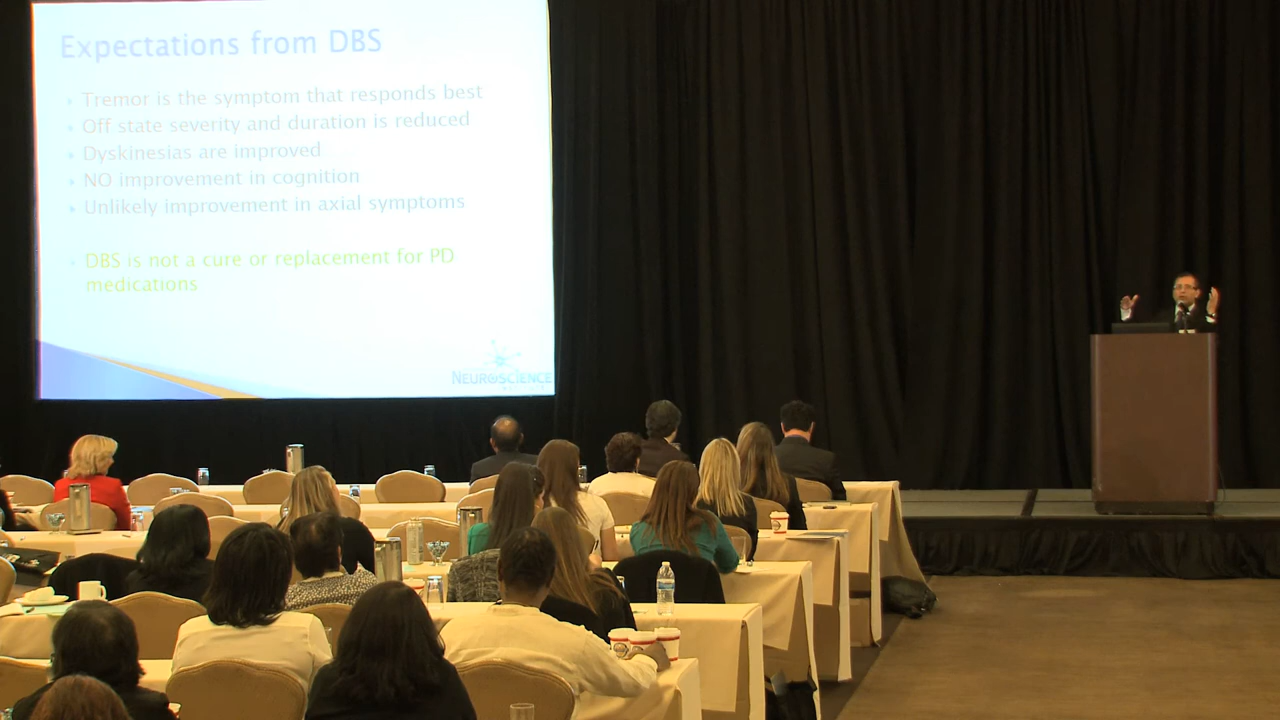 Expectations from DBS
Tremor is the symptom that responds best
Off state severity and duration is reduced
Dyskinesias are improved
NO improvement in cognition
Unlikely improvement in axial symptoms
DBS is not a cure or replacement for PD
medications
NEUROSCIENCE